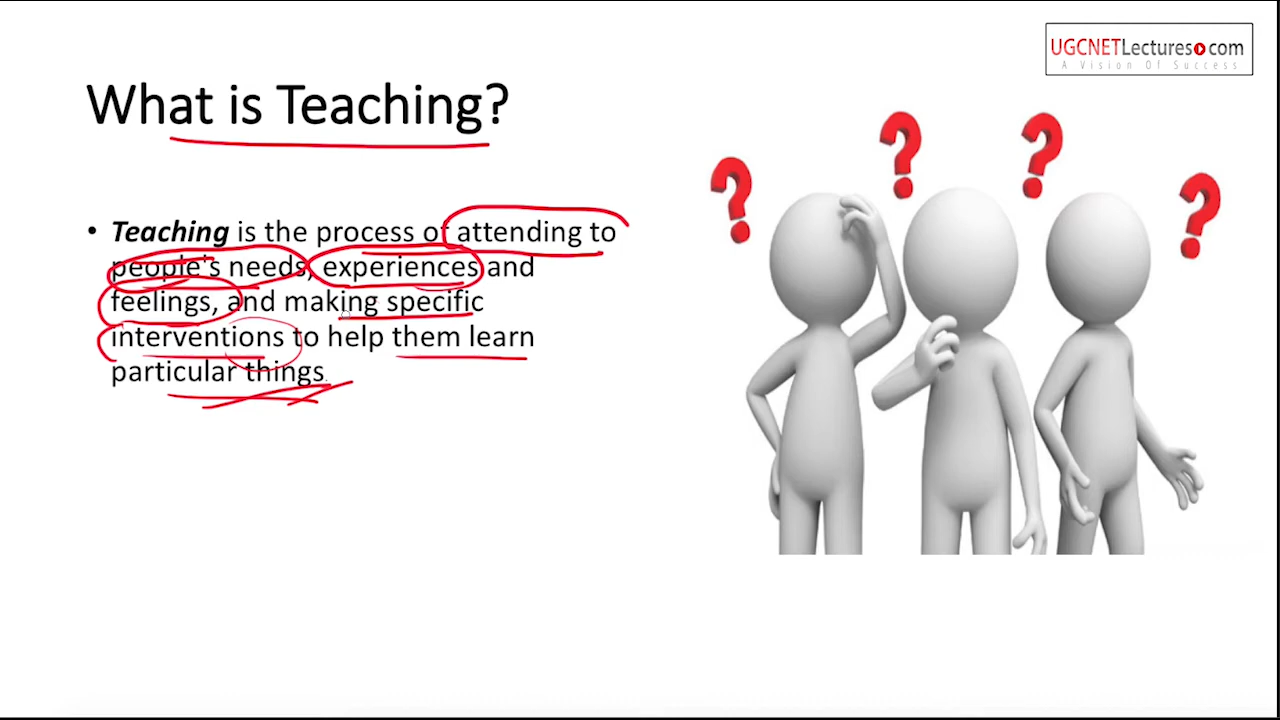 UGCNETLectures.com
A Vision Of Success
What is Teaching?
• Teaching is the process of attending to
people's needs, experiences and
feelings, and making specific
interventions to help them learn
particular things.
? ? ? ?